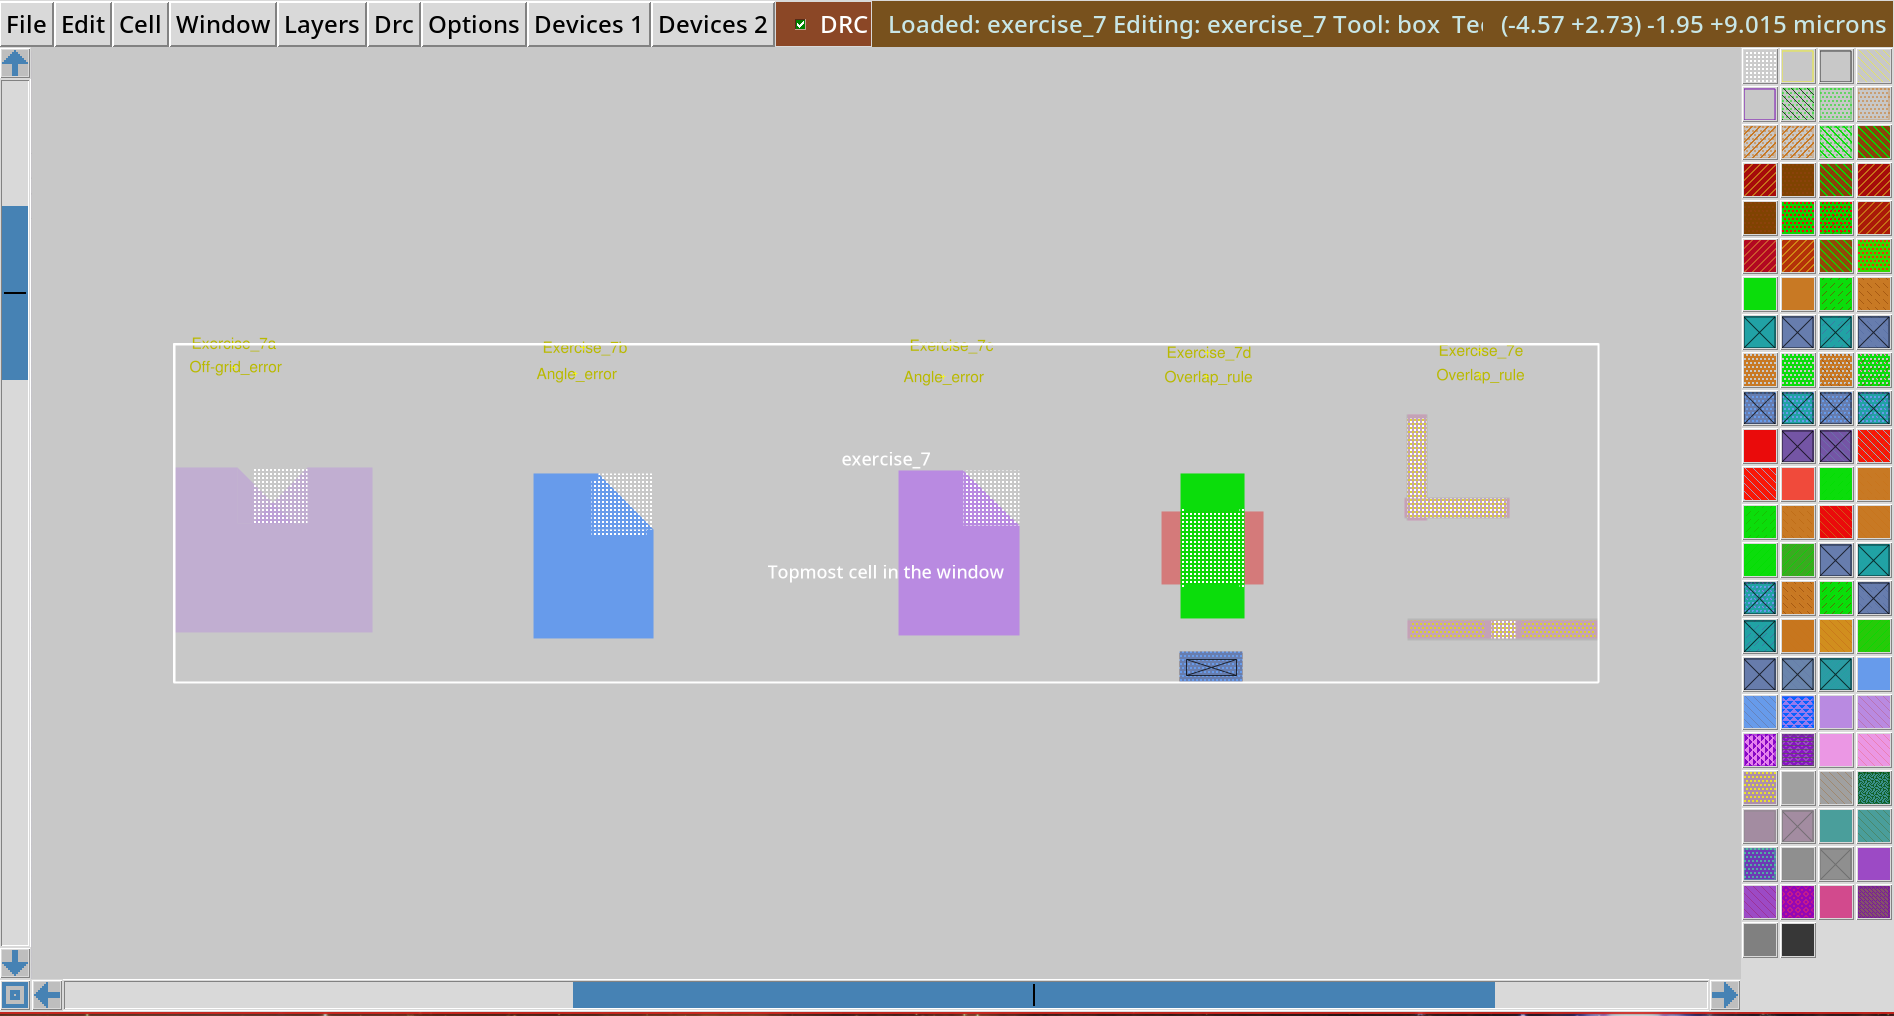 File Edit Cell Window Layers Drc Options Devices 1 Devices 2 DRC Loaded: exercise_7 Editing: exercise_7 Tool: box (-4.57 +2.73) -1.95 +9.015 microns
Exercise_7a Exercise_7b Exercise_7c Exercise_7d Exercise_7e
Off-grid_error Angle_error Angle_error Overlap_rule Overlap_rule
exercise_7
Topmost cell in the window